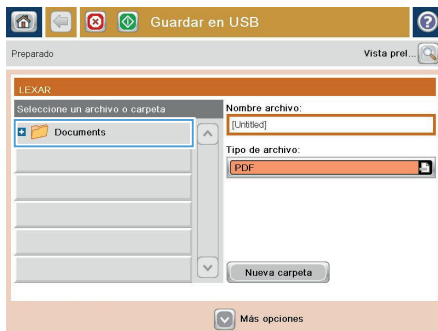 Guardar en USB
Preparado
Vista prel...
LEXAR
Seleccione un archivo o carpeta
Nombre archivo:
Documents
[Untitled]
Tipo de archivo:
PDF
Nueva carpeta
Más opciones